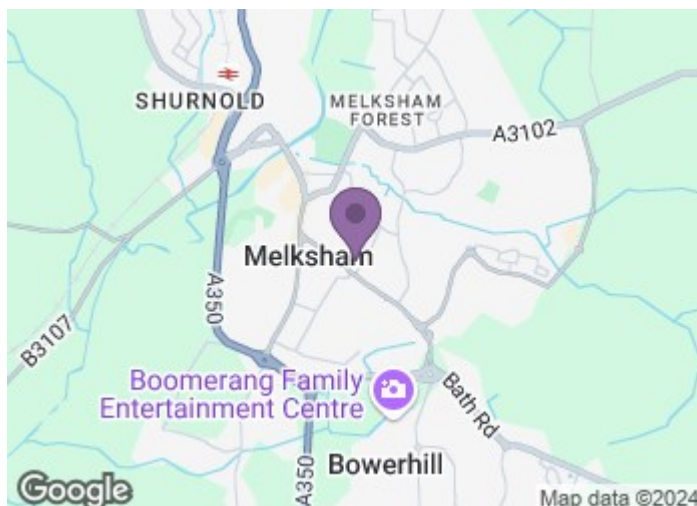 SHURNOLD
MELKSHAM
FOREST
A3102
Melksham
A350
B3107
Boomerang Family
Entertainment Centre
Bath Rd
Bowerhill
A350
Google
Map data ©2024